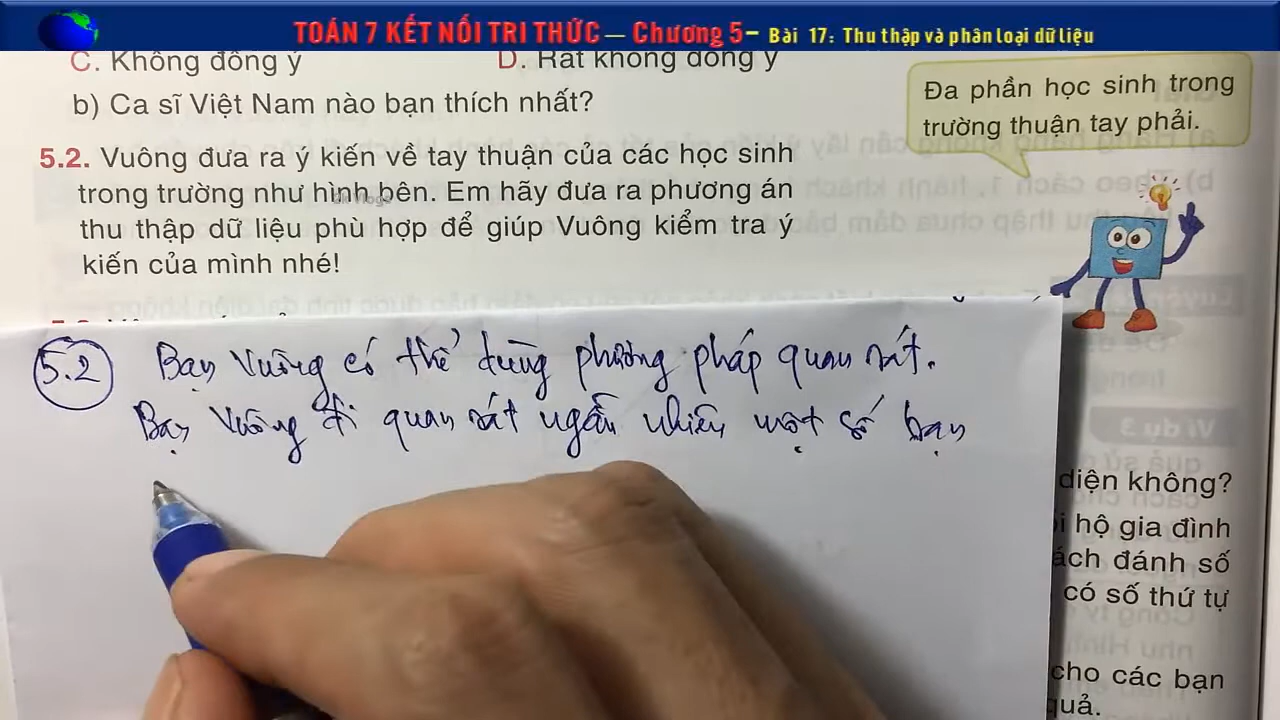 TOÁN 7 KẾT NỐI TRI THỨC — Chương 5– Bài 17: Thu thập và phân loại dữ liệu
C. Không đồng ý D. Rất không đồng ý
b) Ca sĩ Việt Nam nào bạn thích nhất?
Đa phần học sinh trong
trường thuận tay phải.
5.2. Vuông đưa ra ý kiến về tay thuận của các học sinh
trong trường như hình bên. Em hãy đưa ra phương án
thu thập dữ liệu phù hợp để giúp Vuông kiểm tra ý
kiến của mình nhé!
5.2 Bạn Vuông có thể dùng phương pháp quan sát.
Bạn Vuông đi quan sát ngẫu nhiên một số bạn
diện không?
hộ gia đình
ách đánh số
có số thứ tự
cho các bạn
quả.